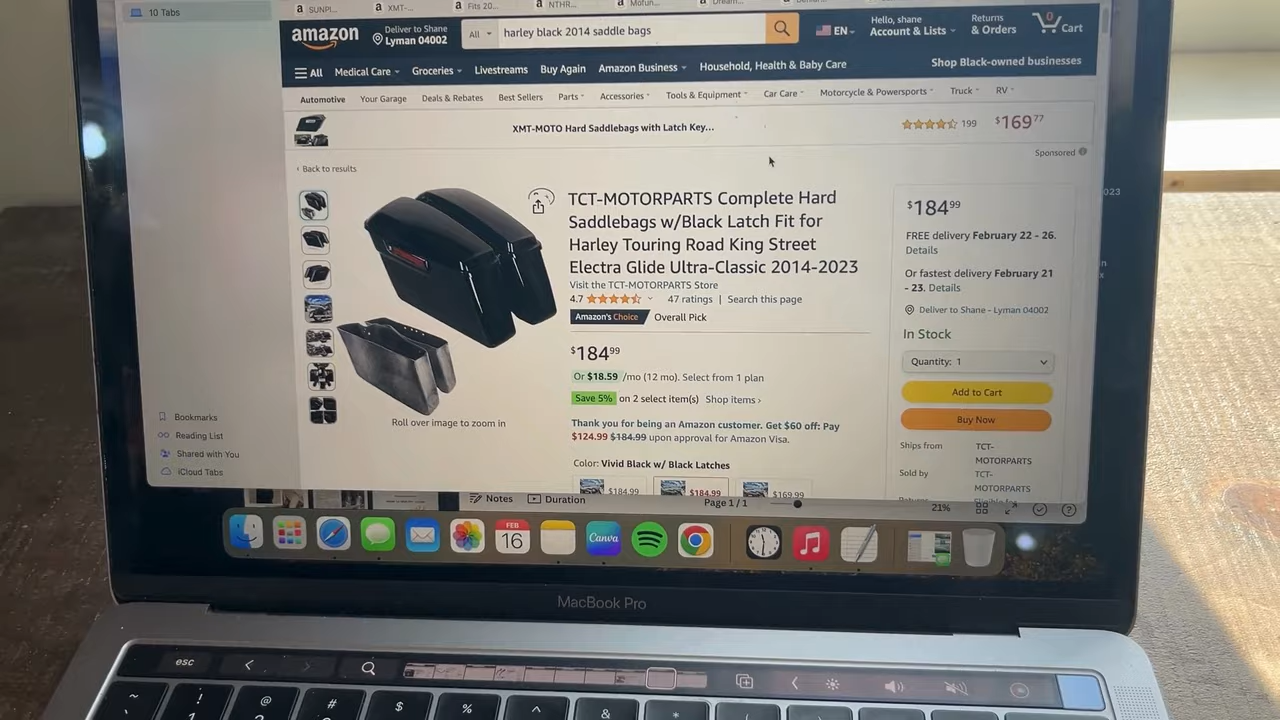 10 Tabs
SUNPI...
XMT-...
Fits 20...
NTHR...
amazon
Deliver to Shane
Lyman 04002
All
harley black 2014 saddle bags
EN
Hello, shane
Account & Lists
Returns
& Orders
0
Cart
All
Medical Care
Groceries
Livestreams
Buy Again
Amazon Business
Household, Health & Baby Care
Shop Black-owned businesses
Automotive
Your Garage
Deals & Rebates
Best Sellers
Parts
Accessories
Tools & Equipment
Car Care
Motorcycle & Powersports
Truck
RV
XMT-MOTO Hard Saddlebags with Latch Key...
199
$169 77
Sponsored
‹ Back to results
TCT-MOTORPARTS Complete Hard
Saddlebags w/Black Latch Fit for
Harley Touring Road King Street
Electra Glide Ultra-Classic 2014-2023
Visit the TCT-MOTORPARTS Store
4.7
47 ratings | Search this page
Amazon's Choice
Overall Pick
$184 99
Or $18.59 /mo (12 mo). Select from 1 plan
Save 5% on 2 select item(s) Shop items ›
Thank you for being an Amazon customer. Get $60 off: Pay
$124.99 $184.99 upon approval for Amazon Visa.
Color: Vivid Black w/ Black Latches
$184.99
$184.99
$169.99
Roll over image to zoom in
$184 99
FREE delivery February 22 - 26.
Details
Or fastest delivery February 21
- 23. Details
Deliver to Shane - Lyman 04002
In Stock
Quantity: 1
Add to Cart
Buy Now
Ships from
TCT-
MOTORPARTS
Sold by
TCT-
MOTORPARTS
Bookmarks
Reading List
Shared with You
iCloud Tabs
Notes
Duration
Page 1 / 1
21%
FEB
16
Canva
MacBook Pro
esc
~
!
@
#
$
%
^
&
*